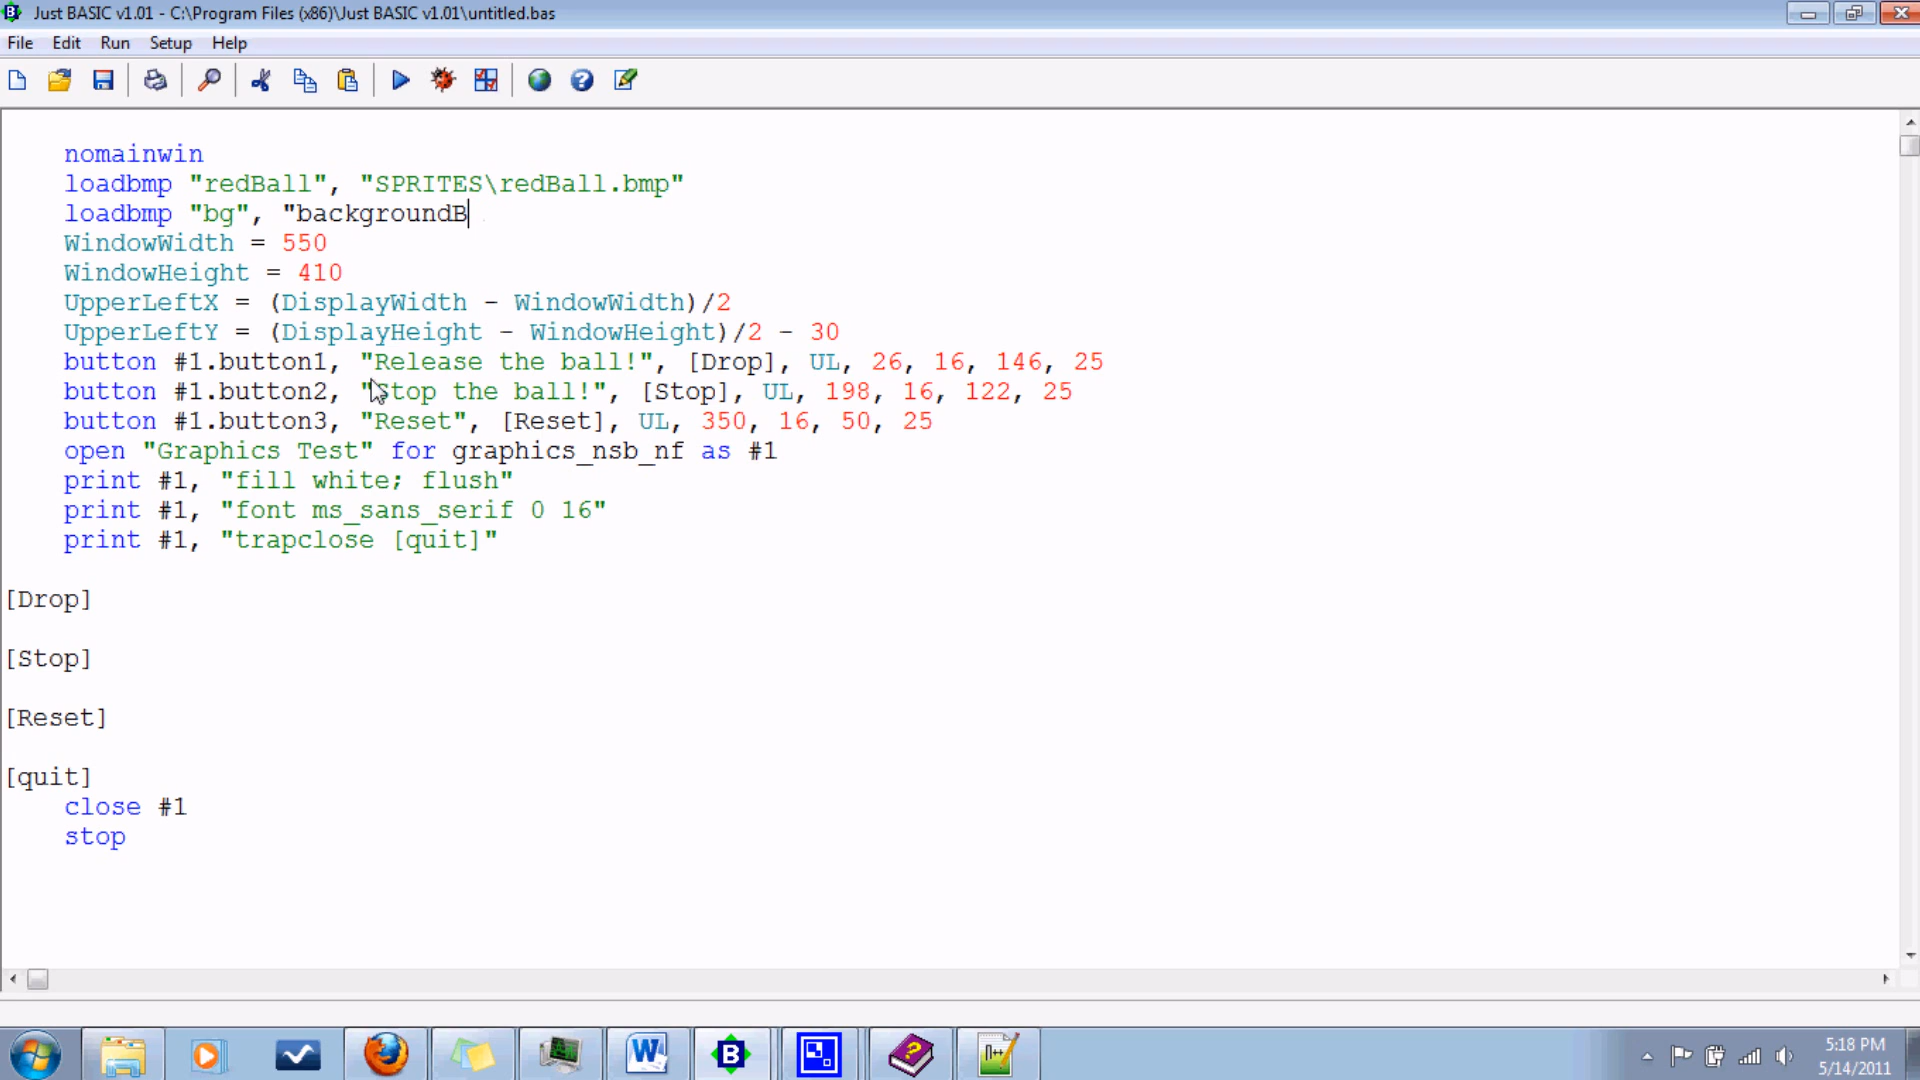 Just BASIC v1.01 - C:\Program Files (x86)\Just BASIC v1.01\untitled.bas
File Edit Run Setup Help
nomainwin
loadbmp "redBall", "SPRITES\redBall.bmp"
loadbmp "bg", "backgroundB
WindowWidth = 550
WindowHeight = 410
UpperLeftX = (DisplayWidth - WindowWidth)/2
UpperLeftY = (DisplayHeight - WindowHeight)/2 - 30
button #1.button1, "Release the ball!", [Drop], UL, 26, 16, 146, 25
button #1.button2, "Stop the ball!", [Stop], UL, 198, 16, 122, 25
button #1.button3, "Reset", [Reset], UL, 350, 16, 50, 25
open "Graphics Test" for graphics_nsb_nf as #1
print #1, "fill white; flush"
print #1, "font ms_sans_serif 0 16"
print #1, "trapclose [quit]"
[Drop]
[Stop]
[Reset]
[quit]
close #1
stop
5:18 PM
5/14/2011